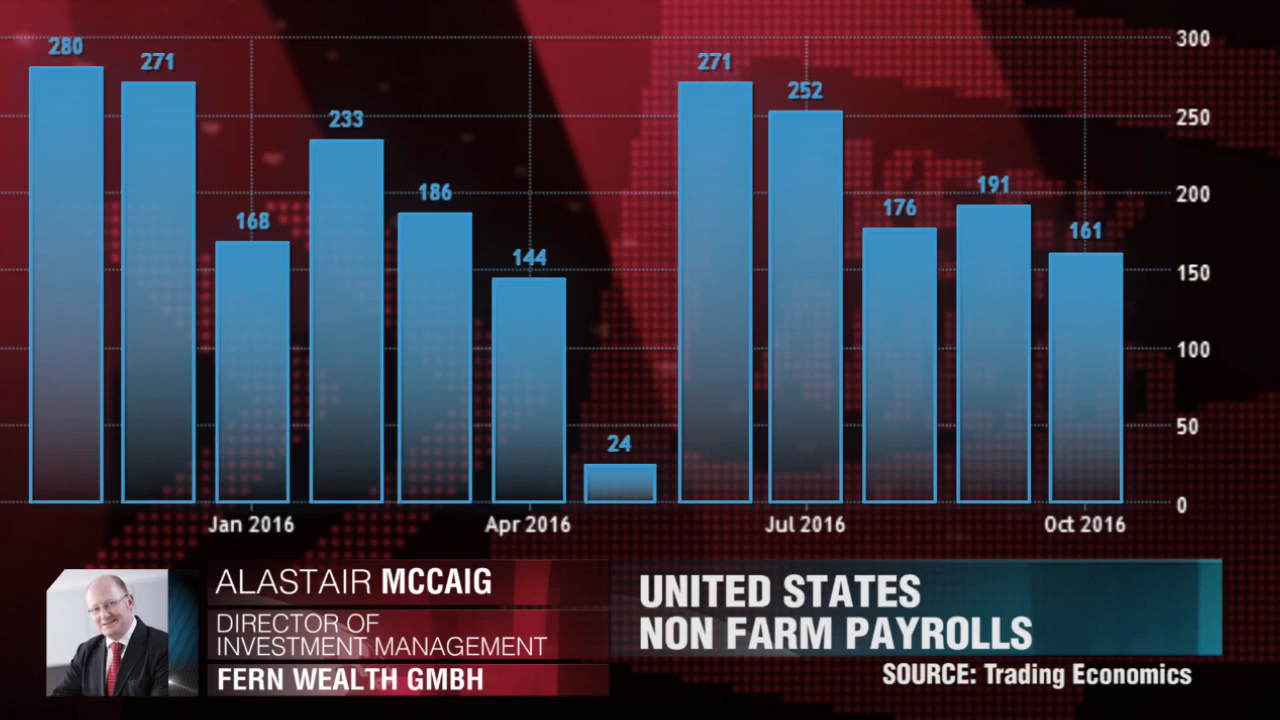 280
271
168
233
186
144
24
271
252
176
191
161
300
250
200
150
100
50
0
Jan 2016
Apr 2016
Jul 2016
Oct 2016
ALASTAIR MCCAIG
DIRECTOR OF
INVESTMENT MANAGEMENT
FERN WEALTH GMBH
UNITED STATES
NON FARM PAYROLLS
SOURCE: Trading Economics